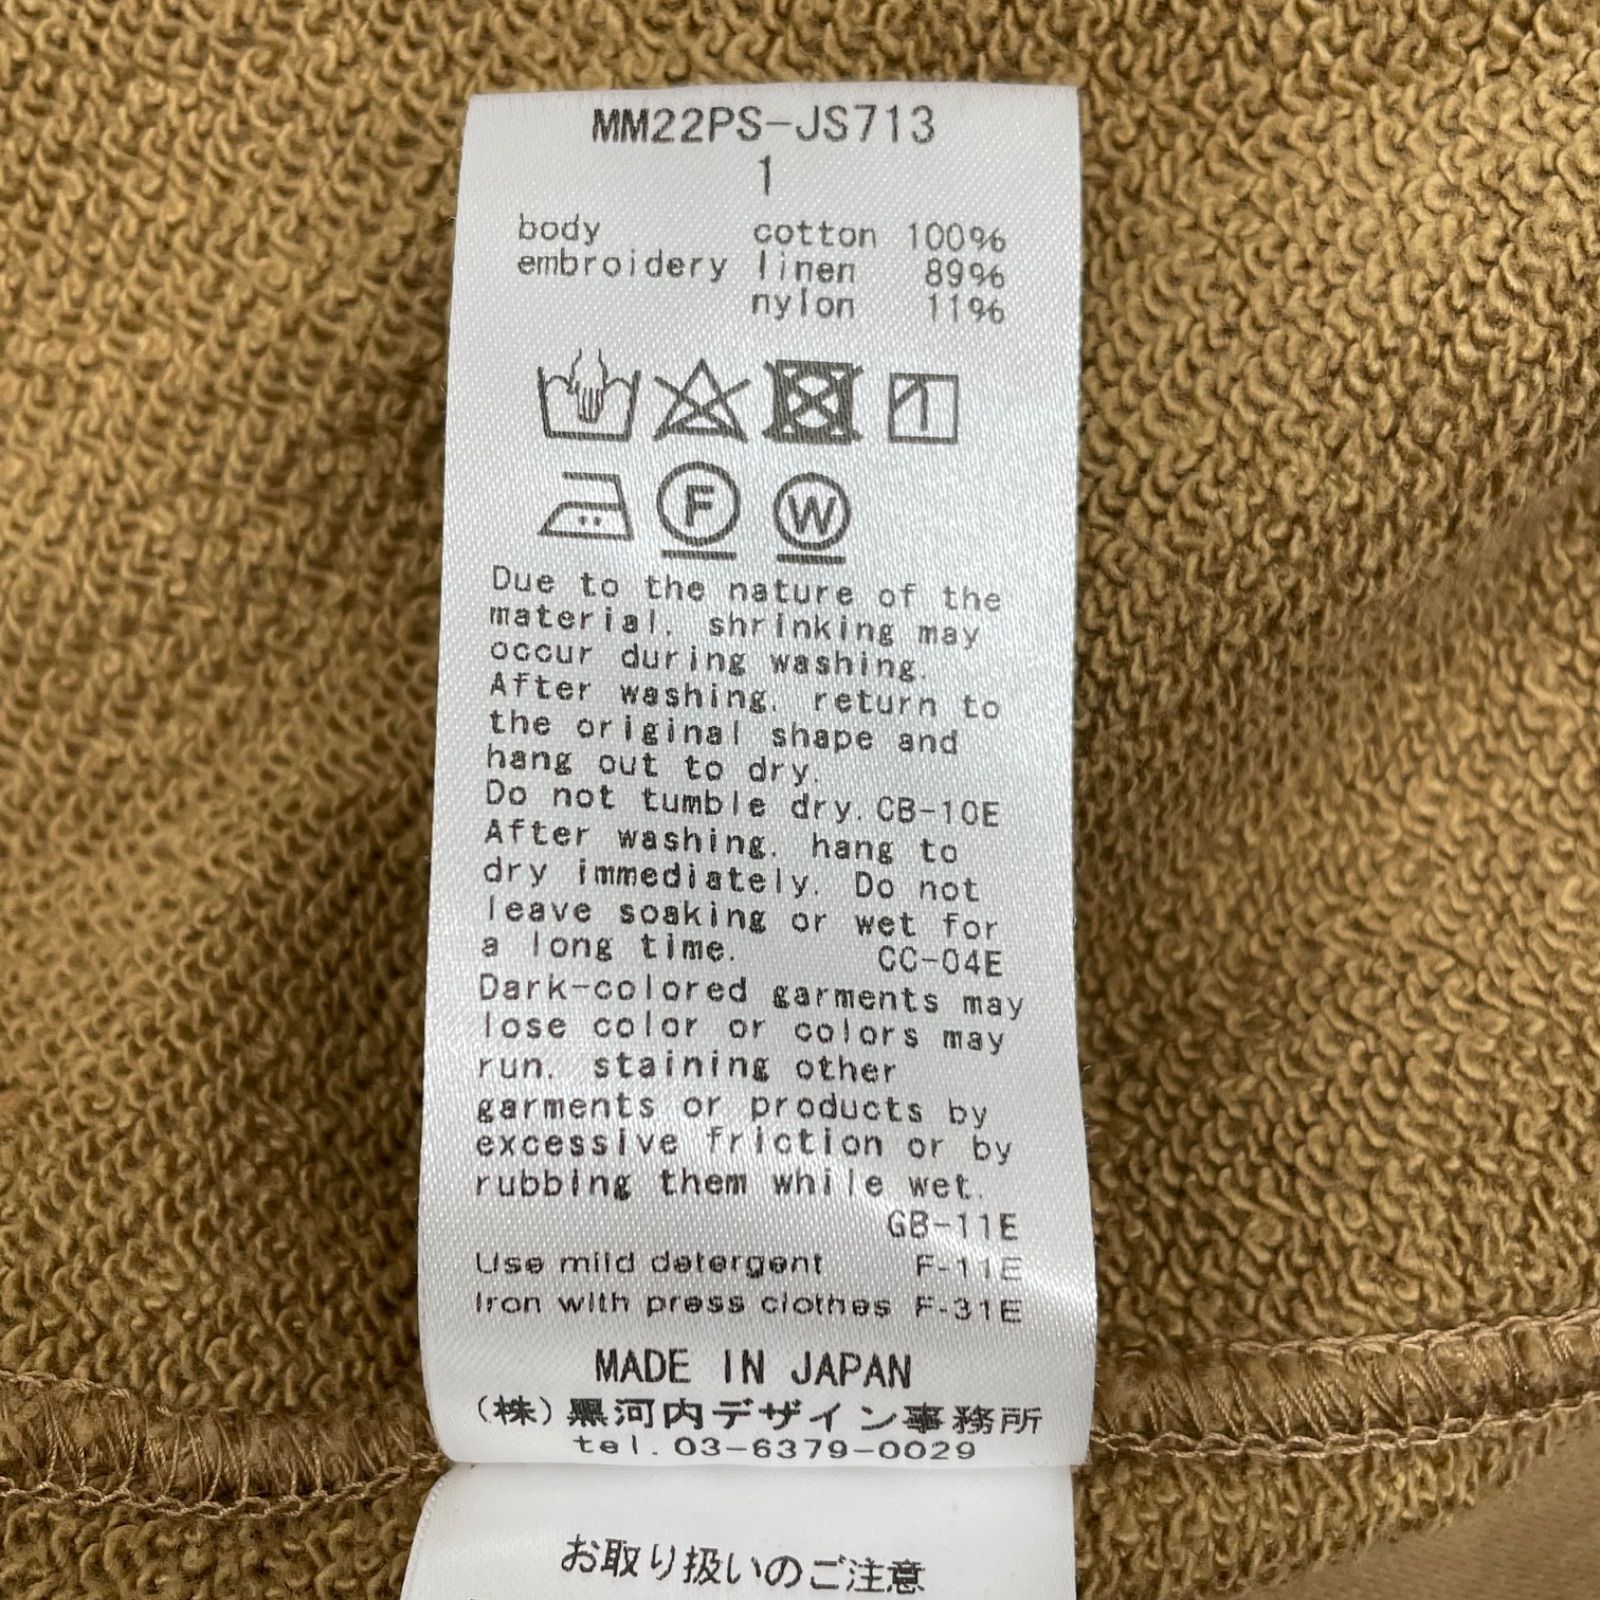 MM22PS-JS713
1
body cotton 100%
embroidery linen 89%
nylon 11%
F W
Due to the nature of the
material, shrinking may
occur during washing.
After washing, return to
the original shape and
hang out to dry.
Do not tumble dry. CB-10E
After washing, hang to
dry immediately. Do not
leave soaking or wet for
a long time. CC-04E
Dark-colored garments may
lose color or colors may
run, staining other
garments or products by
excessive friction or by
rubbing them while wet.
GB-11E
Use mild detergent F-11E
Iron with press clothes F-31E
MADE IN JAPAN
(株)黒河内デザイン事務所
tel. 03-6379-0029
お取り扱いのご注意